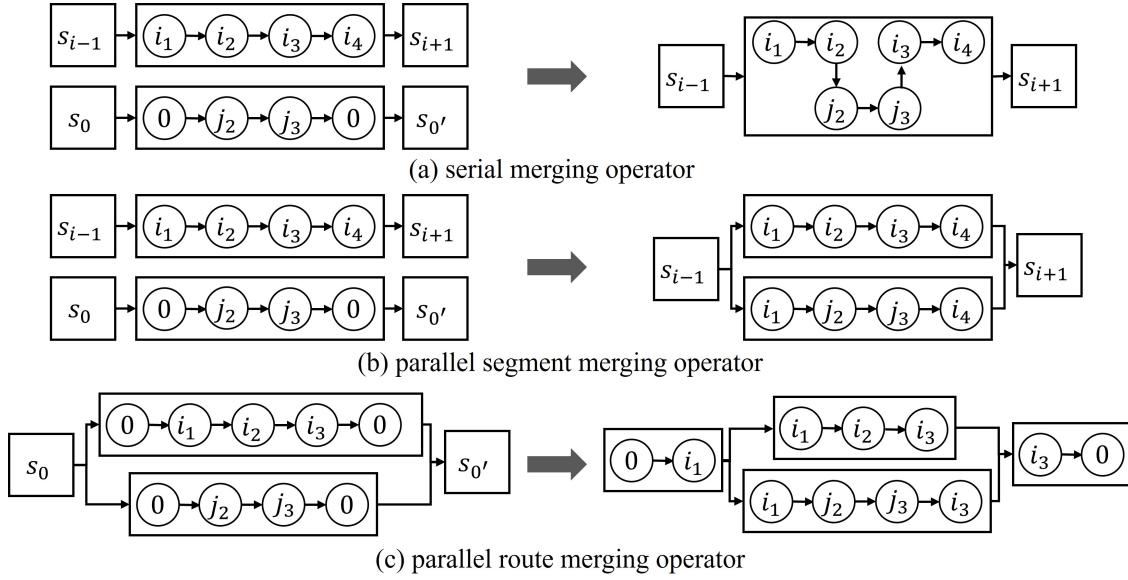 s_{i-1} i_1 i_2 i_3 i_4 s_{i+1}
s_0 0 j_2 j_3 0 s_{0'}
s_{i-1} i_1 i_2 i_3 i_4 s_{i+1}
j_2 j_3
(a) serial merging operator
s_{i-1} i_1 i_2 i_3 i_4 s_{i+1}
s_0 0 j_2 j_3 0 s_{0'}
i_1 i_2 i_3 i_4
s_{i-1} s_{i+1}
i_1 j_2 j_3 i_4
(b) parallel segment merging operator
0 i_1 i_2 i_3 0
s_0 s_{0'}
0 j_2 j_3 0
i_1 i_2 i_3
0 i_1 i_3 0
i_1 j_2 j_3 i_3
(c) parallel route merging operator